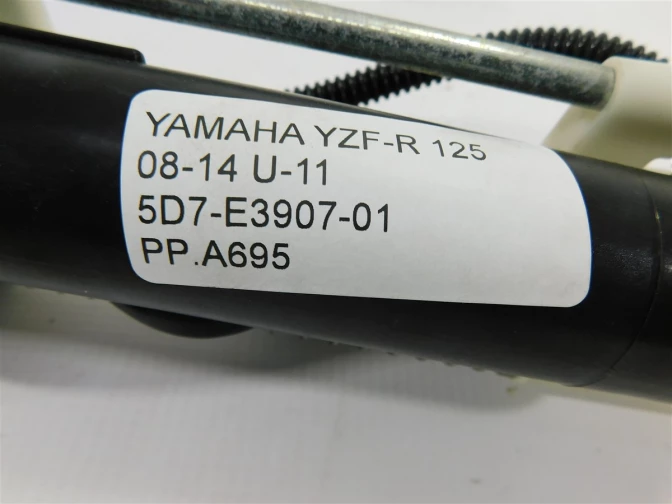 YAMAHA YZF-R 125
08-14 U-11
5D7-E3907-01
PP.A695